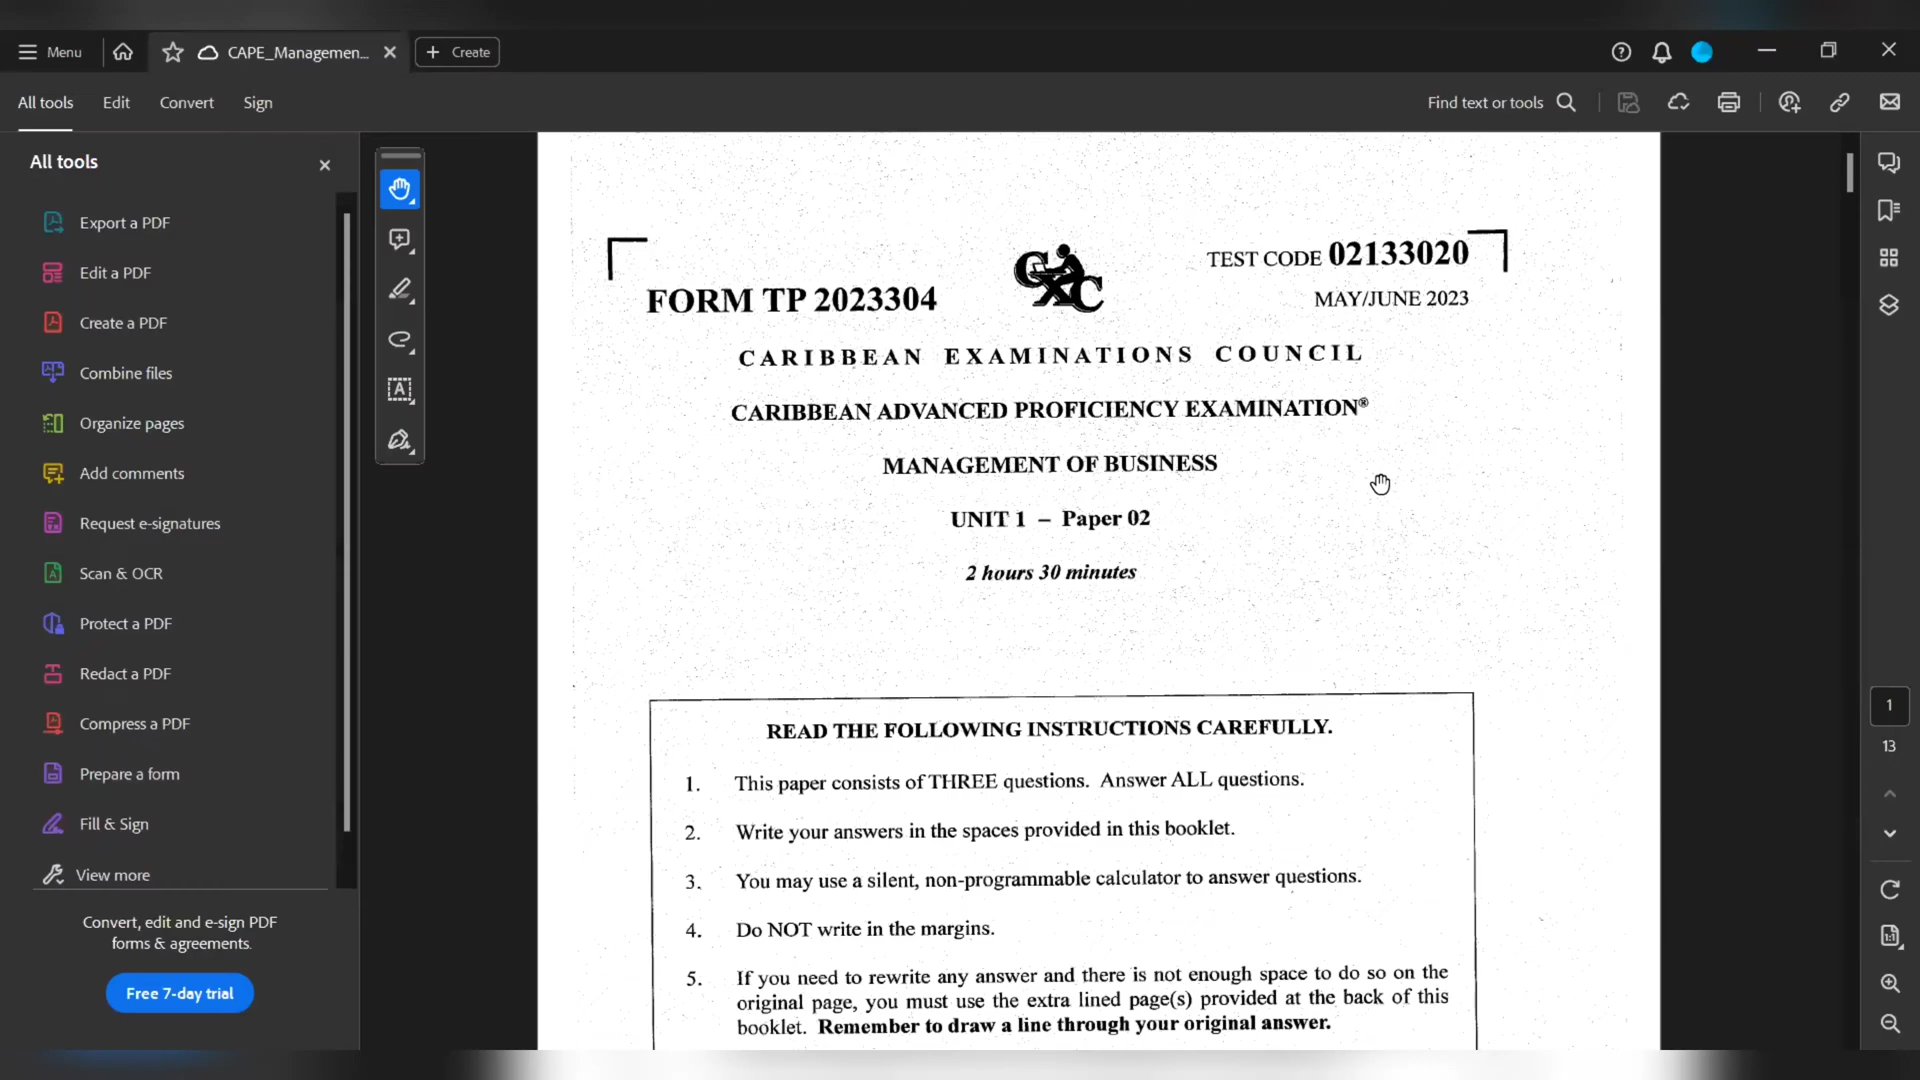 Menu
CAPE_Managemen...
Create
All tools
Edit
Convert
Sign
Find text or tools
All tools
Export a PDF
Edit a PDF
Create a PDF
Combine files
Organize pages
Add comments
Request e-signatures
Scan & OCR
Protect a PDF
Redact a PDF
Compress a PDF
Prepare a form
Fill & Sign
View more
Convert, edit and e-sign PDF
forms & agreements.
Free 7-day trial
TEST CODE 02133020
FORM TP 2023304
CXC
MAY/JUNE 2023
CARIBBEAN EXAMINATIONS COUNCIL
CARIBBEAN ADVANCED PROFICIENCY EXAMINATION®
MANAGEMENT OF BUSINESS
UNIT 1 – Paper 02
2 hours 30 minutes
READ THE FOLLOWING INSTRUCTIONS CAREFULLY.
1. This paper consists of THREE questions. Answer ALL questions.
2. Write your answers in the spaces provided in this booklet.
3. You may use a silent, non-programmable calculator to answer questions.
4. Do NOT write in the margins.
5. If you need to rewrite any answer and there is not enough space to do so on the
original page, you must use the extra lined page(s) provided at the back of this
booklet. Remember to draw a line through your original answer.
1
13